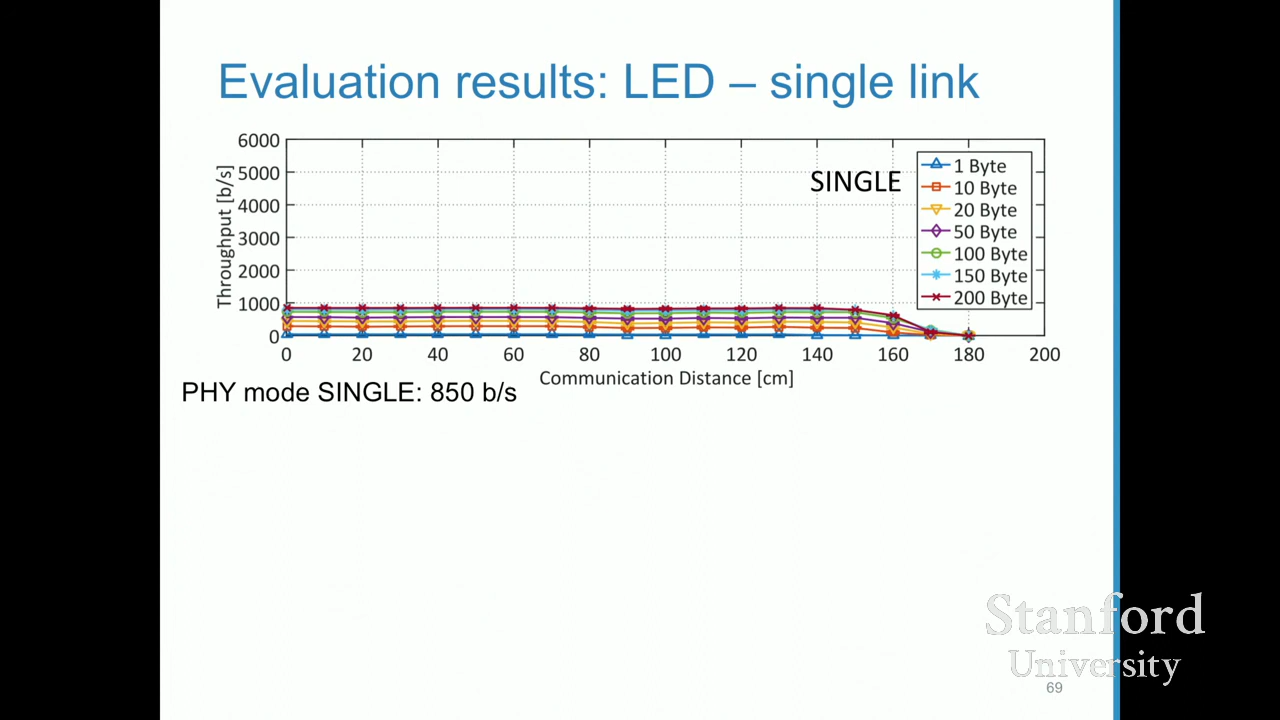 Evaluation results: LED – single link
6000
5000
4000
3000
2000
1000
0
Throughput [b/s]
SINGLE
1 Byte
10 Byte
20 Byte
50 Byte
100 Byte
150 Byte
200 Byte
0 20 40 60 80 100 120 140 160 180 200
Communication Distance [cm]
PHY mode SINGLE: 850 b/s
Stanford
University
69